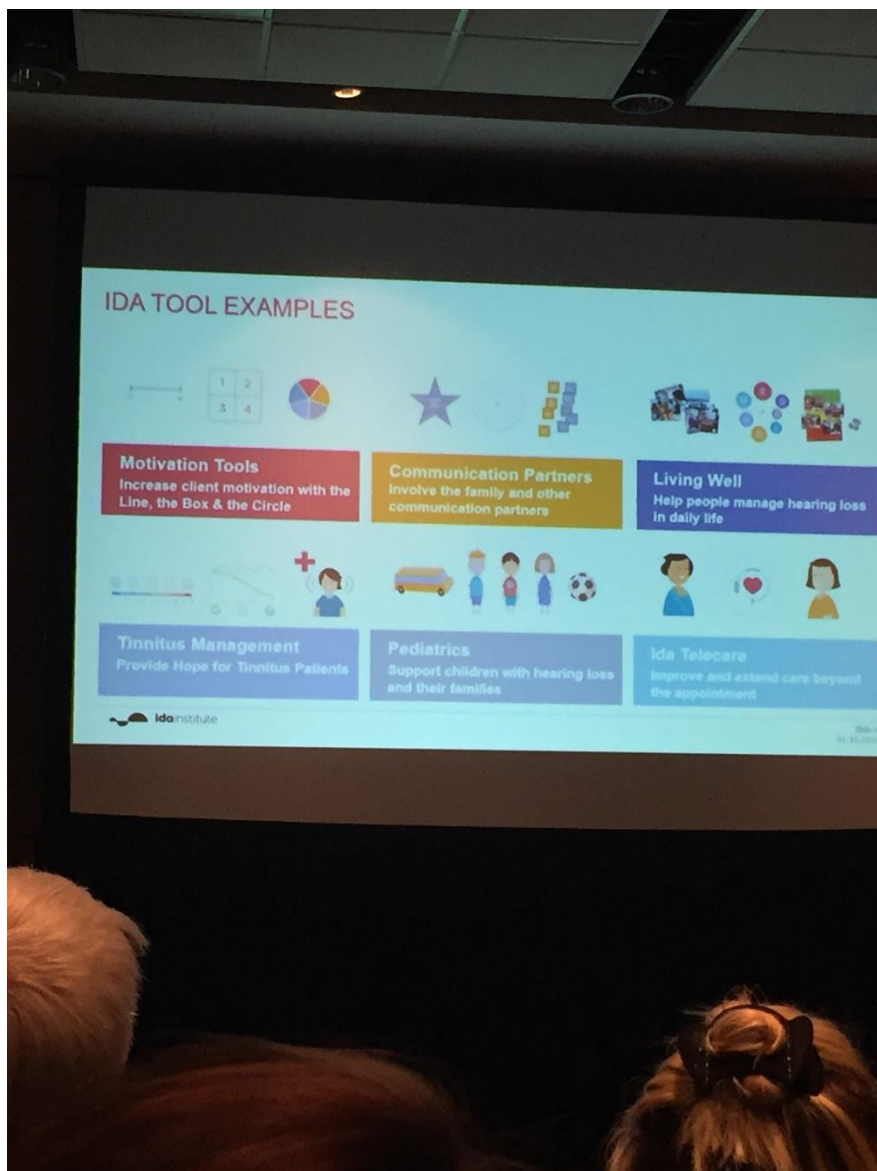 IDA TOOL EXAMPLES
1 2
3 4
Motivation Tools
Increase client motivation with the
Line, the Box & the Circle
Communication Partners
Involve the family and other
communication partners
Living Well
Help people manage hearing loss
in daily life
Tinnitus Management
Provide Hope for Tinnitus Patients
Pediatrics
Support children with hearing loss
and their families
Ida Telecare
Improve and extend care beyond
the appointment
idainstitute